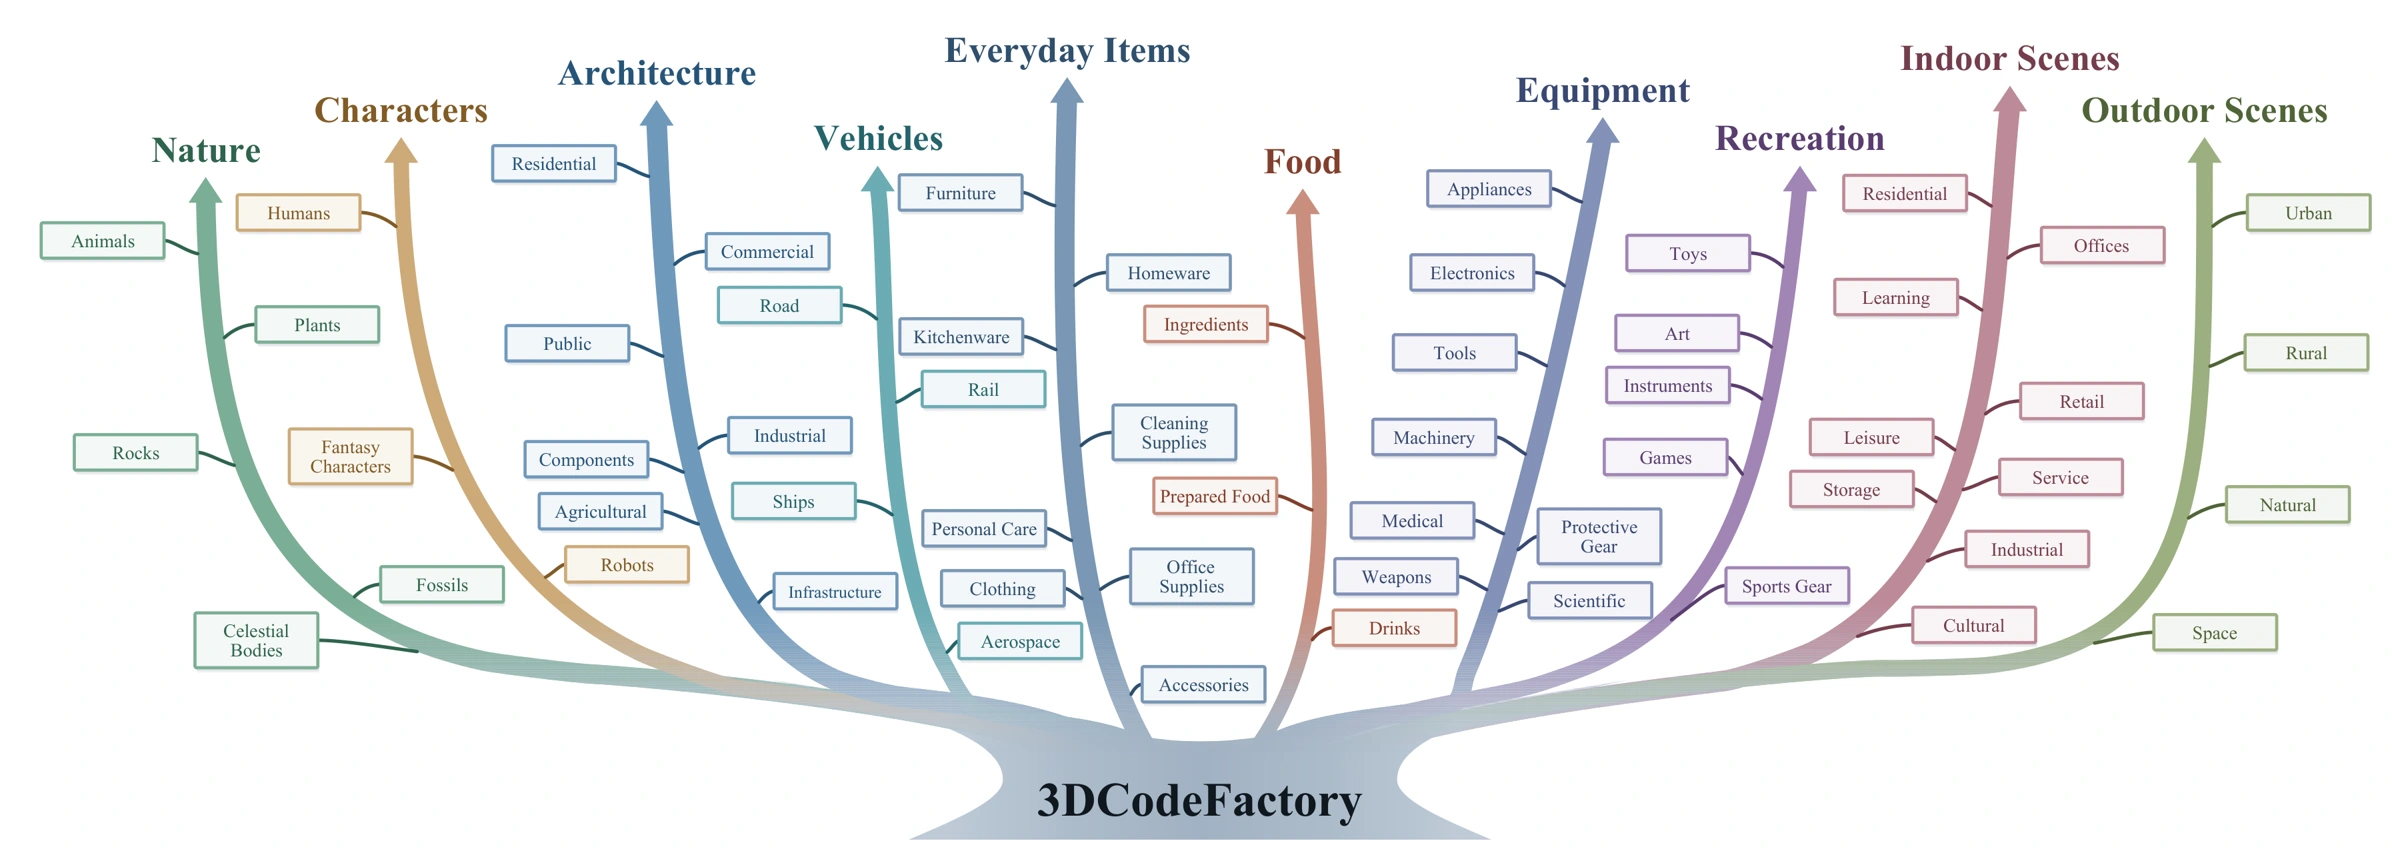 Nature
Animals
Plants
Rocks
Fossils
Celestial
Bodies
Characters
Humans
Fantasy
Characters
Robots
Architecture
Residential
Commercial
Public
Industrial
Components
Agricultural
Infrastructure
Vehicles
Road
Rail
Ships
Aerospace
Everyday Items
Furniture
Homeware
Kitchenware
Cleaning
Supplies
Personal Care
Office
Supplies
Clothing
Accessories
Food
Ingredients
Prepared Food
Drinks
Equipment
Appliances
Electronics
Tools
Machinery
Medical
Protective
Gear
Weapons
Scientific
Recreation
Toys
Art
Instruments
Games
Sports Gear
Indoor Scenes
Residential
Offices
Learning
Retail
Leisure
Service
Storage
Industrial
Cultural
Outdoor Scenes
Urban
Rural
Natural
Space
3DCodeFactory